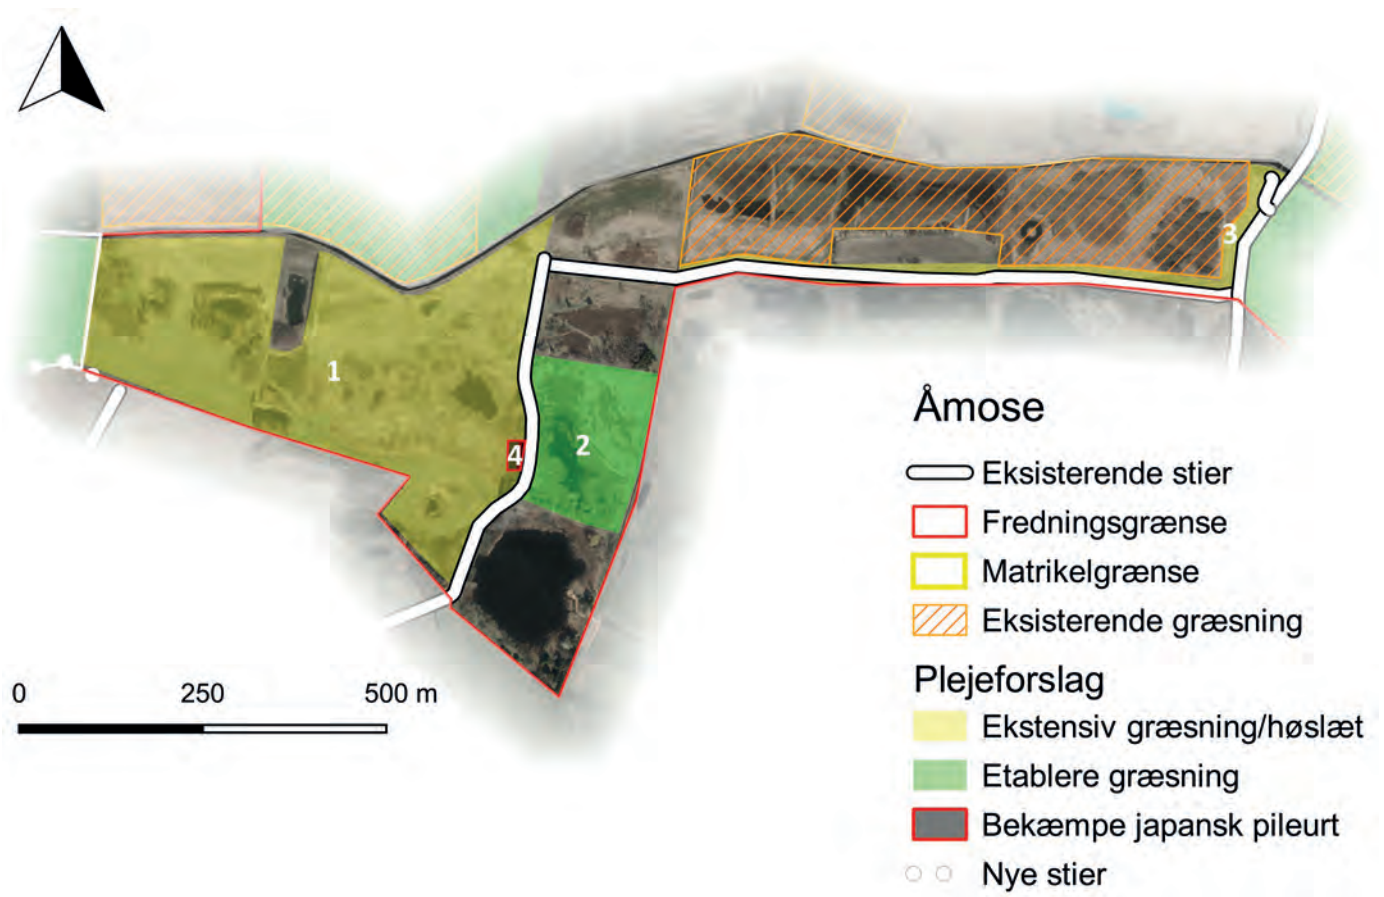 3
1
2
4
0 250 500 m
Åmose
Eksisterende stier
Fredningsgrænse
Matrikelgrænse
Eksisterende græsning
Plejeforslag
Ekstensiv græsning/høslæt
Etablere græsning
Bekæmpe japansk pileurt
Nye stier